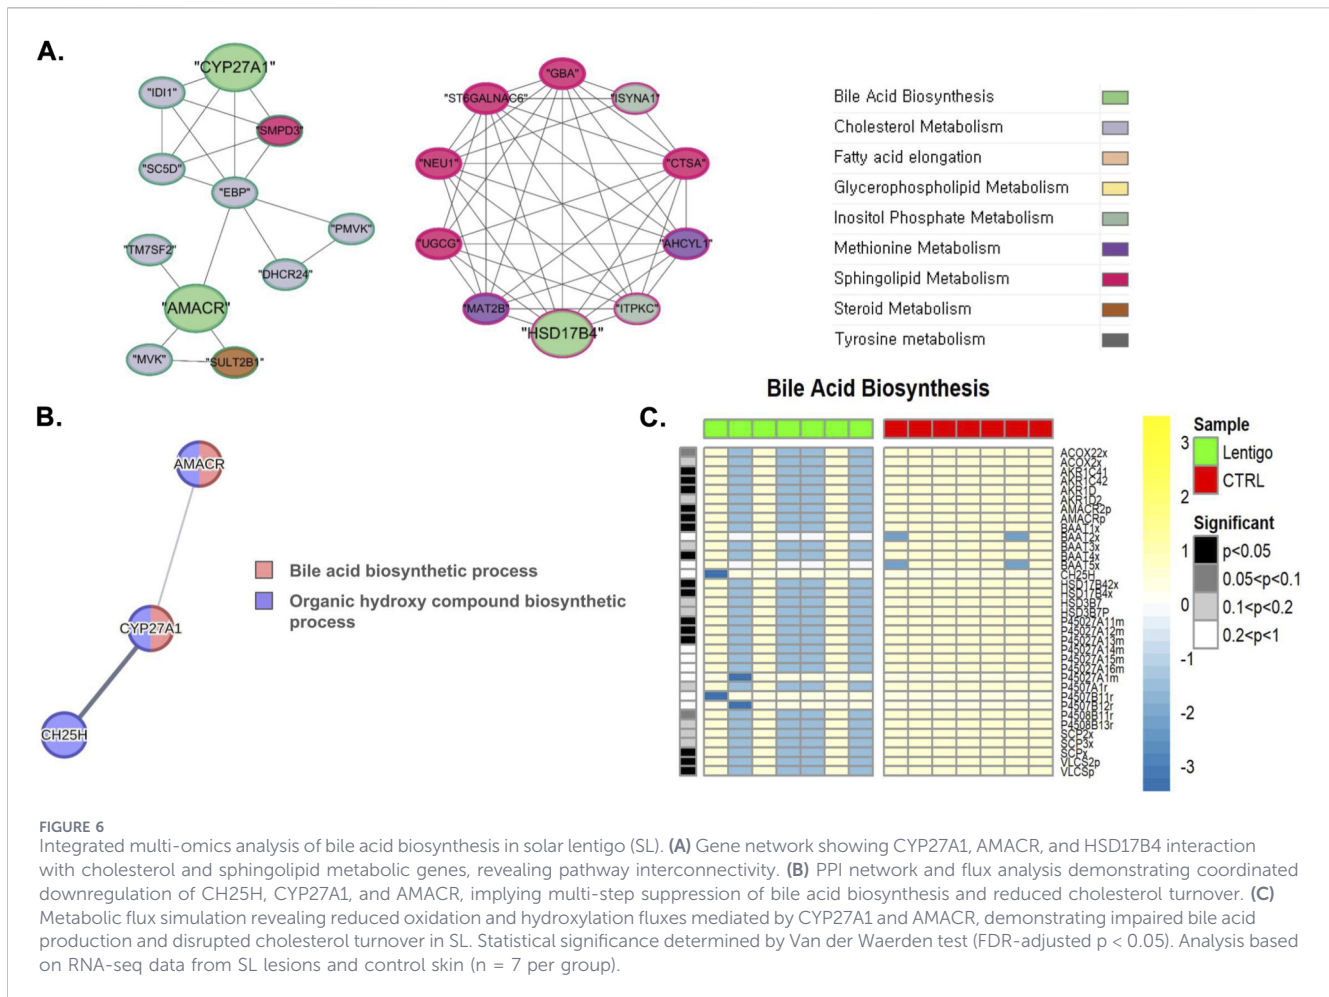 A.
"CYP27A1"
"IDI1"
"SMPD3"
"SC5D"
"EBP"
"PMVK"
"TM7SF2"
"DHCR24"
"AMACR"
"MVK"
"SULT2B1"
"GBA"
"ST6GALNAC6"
"ISYNA1"
"NEU1"
"CTSA"
"UGCG"
"AHCYL1"
"MAT2B"
"ITPKC"
"HSD17B4"
Bile Acid Biosynthesis
Cholesterol Metabolism
Fatty acid elongation
Glycerophospholipid Metabolism
Inositol Phosphate Metabolism
Methionine Metabolism
Sphingolipid Metabolism
Steroid Metabolism
Tyrosine metabolism
B.
AMACR
CYP27A1
CH25H
Bile acid biosynthetic process
Organic hydroxy compound biosynthetic
process
C.
Bile Acid Biosynthesis
ACOX22x
ACOX2x
AKR1C41
AKR1C42
AKR1D
AKR1D2
AMACR2p
AMACRp
BAAT1x
BAAT2x
BAAT3x
BAAT4x
BAAT5x
CH25H
HSD17B42x
HSD17B4x
HSD3B7
HSD3B7P
P45027A11m
P45027A12m
P45027A13m
P45027A14m
P45027A15m
P45027A16m
P45027A1m
P4507A1r
P4507B11r
P4507B12r
P4508B11r
P4508B13r
SCP2x
SCP3x
SCPx
VLCS2p
VLCSp
3
2
1
0
-1
-2
-3
Sample
Lentigo
CTRL
Significant
p<0.05
0.05<p<0.1
0.1<p<0.2
0.2<p<1
FIGURE 6
Integrated multi-omics analysis of bile acid biosynthesis in solar lentigo (SL). (A) Gene network showing CYP27A1, AMACR, and HSD17B4 interaction
with cholesterol and sphingolipid metabolic genes, revealing pathway interconnectivity. (B) PPI network and flux analysis demonstrating coordinated
downregulation of CH25H, CYP27A1, and AMACR, implying multi-step suppression of bile acid biosynthesis and reduced cholesterol turnover. (C)
Metabolic flux simulation revealing reduced oxidation and hydroxylation fluxes mediated by CYP27A1 and AMACR, demonstrating impaired bile acid
production and disrupted cholesterol turnover in SL. Statistical significance determined by Van der Waerden test (FDR-adjusted p < 0.05). Analysis based
on RNA-seq data from SL lesions and control skin (n = 7 per group).